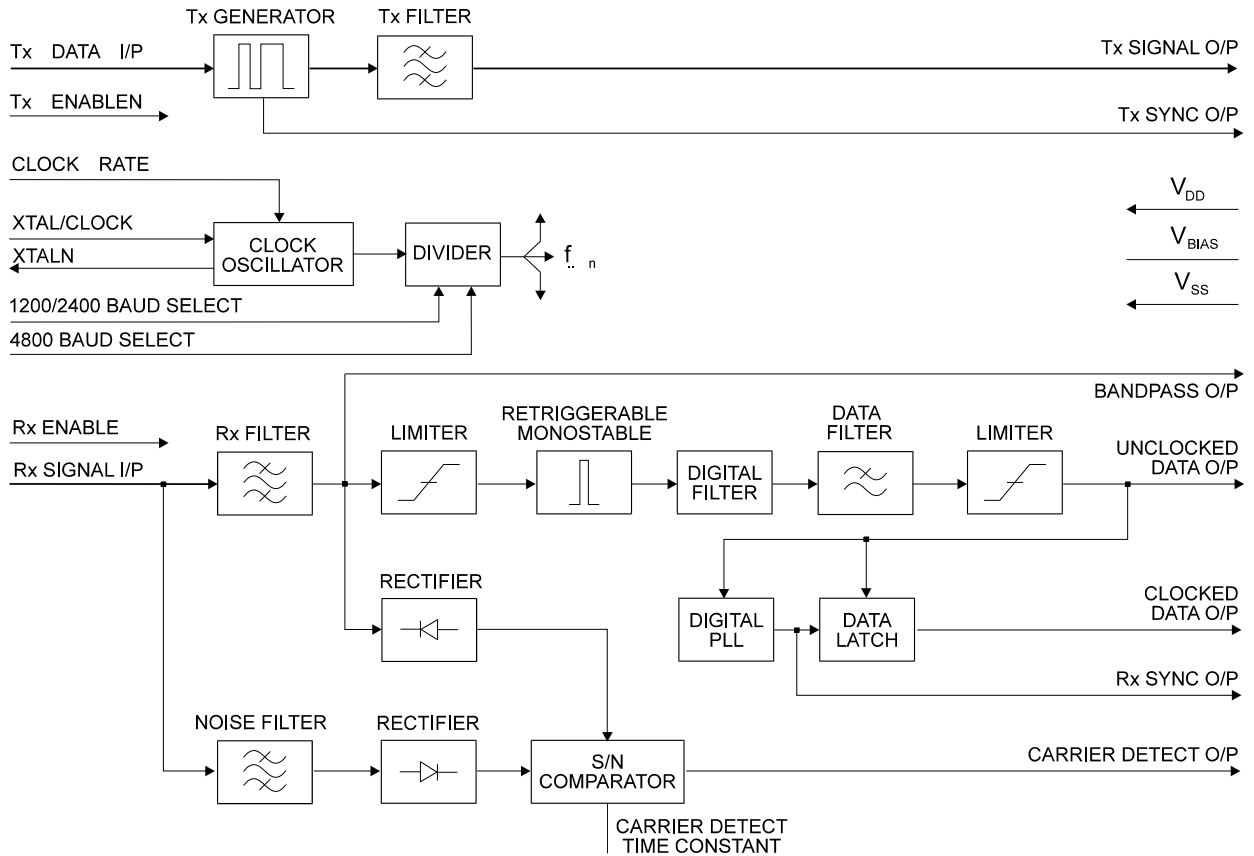 Tx GENERATOR
Tx FILTER
Tx DATA I/P
Tx SIGNAL O/P
Tx ENABLEN
Tx SYNC O/P
CLOCK RATE
VDD
XTAL/CLOCK
CLOCK
OSCILLATOR
DIVIDER
f n
VBIAS
XTALN
VSS
1200/2400 BAUD SELECT
4800 BAUD SELECT
BANDPASS O/P
Rx ENABLE
Rx FILTER
LIMITER
RETRIGGERABLE
MONOSTABLE
DATA
FILTER
LIMITER
UNCLOCKED
DATA O/P
Rx SIGNAL I/P
DIGITAL
FILTER
RECTIFIER
DIGITAL
PLL
DATA
LATCH
CLOCKED
DATA O/P
Rx SYNC O/P
NOISE FILTER
RECTIFIER
S/N
COMPARATOR
CARRIER DETECT O/P
CARRIER DETECT
TIME CONSTANT